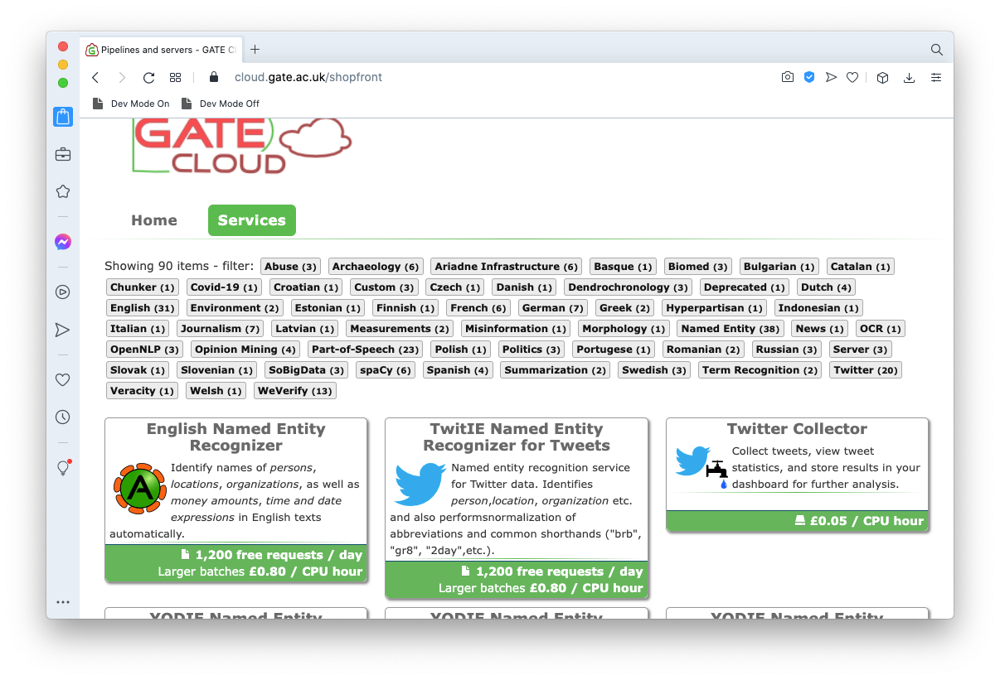 Pipelines and servers - GATE Cl
cloud.gate.ac.uk/shopfront
Dev Mode On Dev Mode Off
GATE
CLOUD
Home Services
Showing 90 items - filter: Abuse (3) Archaeology (6) Ariadne Infrastructure (6) Basque (1) Biomed (3) Bulgarian (1) Catalan (1)
Chunker (1) Covid-19 (1) Croatian (1) Custom (3) Czech (1) Danish (1) Dendrochronology (3) Deprecated (1) Dutch (4)
English (31) Environment (2) Estonian (1) Finnish (1) French (6) German (7) Greek (2) Hyperpartisan (1) Indonesian (1)
Italian (1) Journalism (7) Latvian (1) Measurements (2) Misinformation (1) Morphology (1) Named Entity (38) News (1) OCR (1)
OpenNLP (3) Opinion Mining (4) Part-of-Speech (23) Polish (1) Politics (3) Portugese (1) Romanian (2) Russian (3) Server (3)
Slovak (1) Slovenian (1) SoBigData (3) spaCy (6) Spanish (4) Summarization (2) Swedish (3) Term Recognition (2) Twitter (20)
Veracity (1) Welsh (1) WeVerify (13)
English Named Entity
Recognizer
A
Identify names of persons,
locations, organizations, as well as
money amounts, time and date
expressions in English texts
automatically.
1,200 free requests / day
Larger batches £0.80 / CPU hour
TwitIE Named Entity
Recognizer for Tweets
Named entity recognition service
for Twitter data. Identifies
person,location, organization etc.
and also performsnormalization of
abbreviations and common shorthands ("brb",
"gr8", "2day",etc.).
1,200 free requests / day
Larger batches £0.80 / CPU hour
Twitter Collector
Collect tweets, view tweet
statistics, and store results in your
dashboard for further analysis.
£0.05 / CPU hour
YODIE Named Entity
YODIE Named Entity
YODIE Named Entity